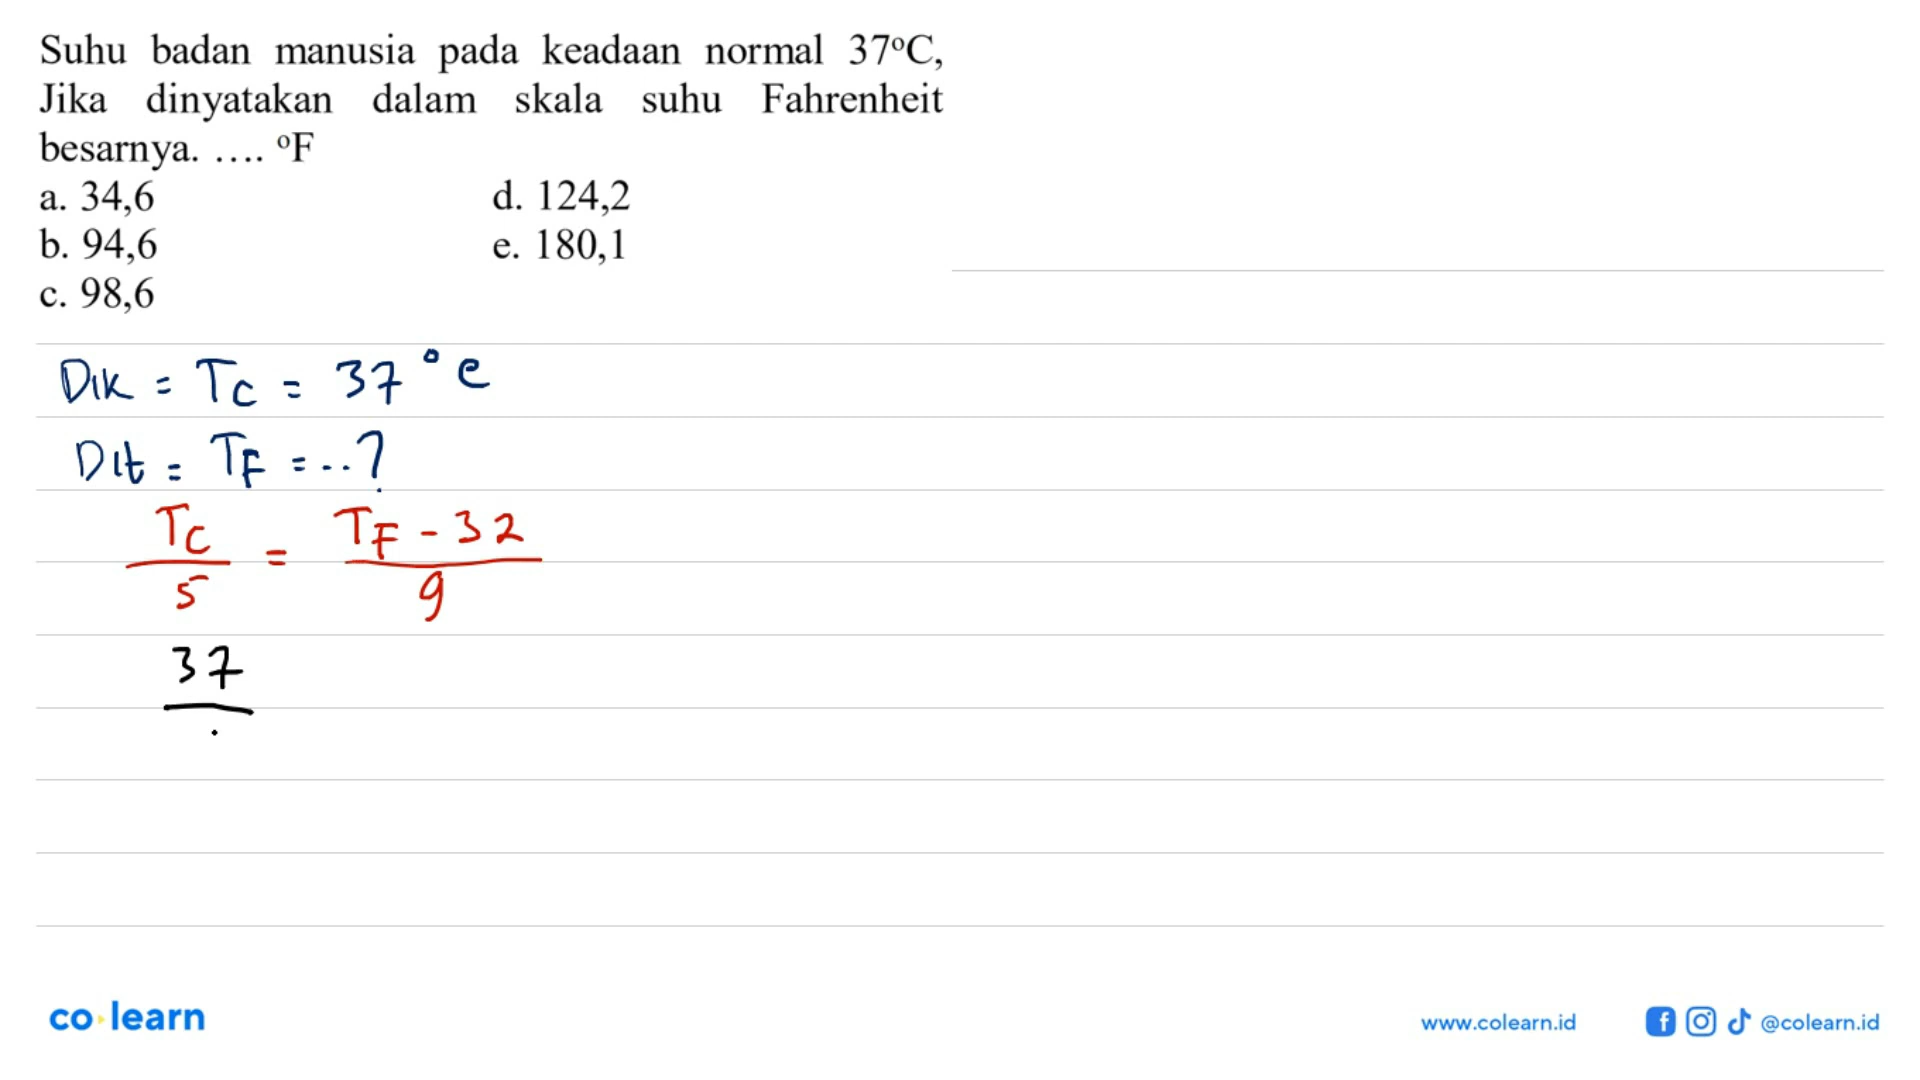 Suhu badan manusia pada keadaan normal 37°C,
Jika dinyatakan dalam skala suhu Fahrenheit
besarnya. .... °F
a. 34,6
b. 94,6
c. 98,6
d. 124,2
e. 180,1
Dik = Tc = 37°C
Dit = TF = ..?
Tc/5 = TF - 32/9
37
co learn
www.colearn.id
@colearn.id